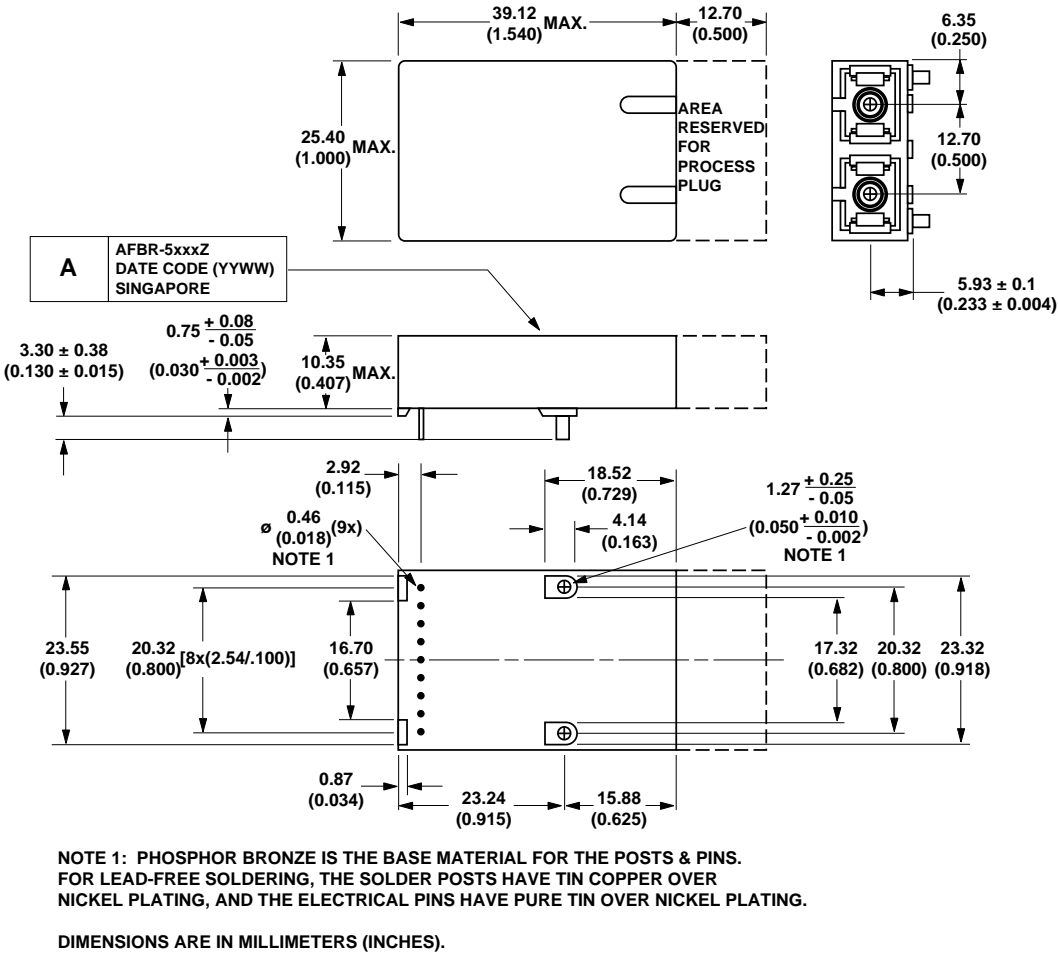 39.12 MAX.
(1.540)
12.70
(0.500)
6.35
(0.250)
25.40 MAX.
(1.000)
AREA
RESERVED
FOR
PROCESS
PLUG
12.70
(0.500)
A
AFBR-5xxxZ
DATE CODE (YYWW)
SINGAPORE
5.93 ± 0.1
(0.233 ± 0.004)
3.30 ± 0.38
(0.130 ± 0.015)
0.75 + 0.08
- 0.05
(0.030 + 0.003
- 0.002)
10.35 MAX.
(0.407)
2.92
(0.115)
18.52
(0.729)
1.27 + 0.25
- 0.05
(0.050 + 0.010
- 0.002)
NOTE 1
ø 0.46
(0.018) (9x)
NOTE 1
4.14
(0.163)
23.55
(0.927)
20.32
(0.800)
[8x(2.54/.100)]
16.70
(0.657)
17.32
(0.682)
20.32
(0.800)
23.32
(0.918)
0.87
(0.034)
23.24
(0.915)
15.88
(0.625)
NOTE 1: PHOSPHOR BRONZE IS THE BASE MATERIAL FOR THE POSTS & PINS.
FOR LEAD-FREE SOLDERING, THE SOLDER POSTS HAVE TIN COPPER OVER
NICKEL PLATING, AND THE ELECTRICAL PINS HAVE PURE TIN OVER NICKEL PLATING.
DIMENSIONS ARE IN MILLIMETERS (INCHES).